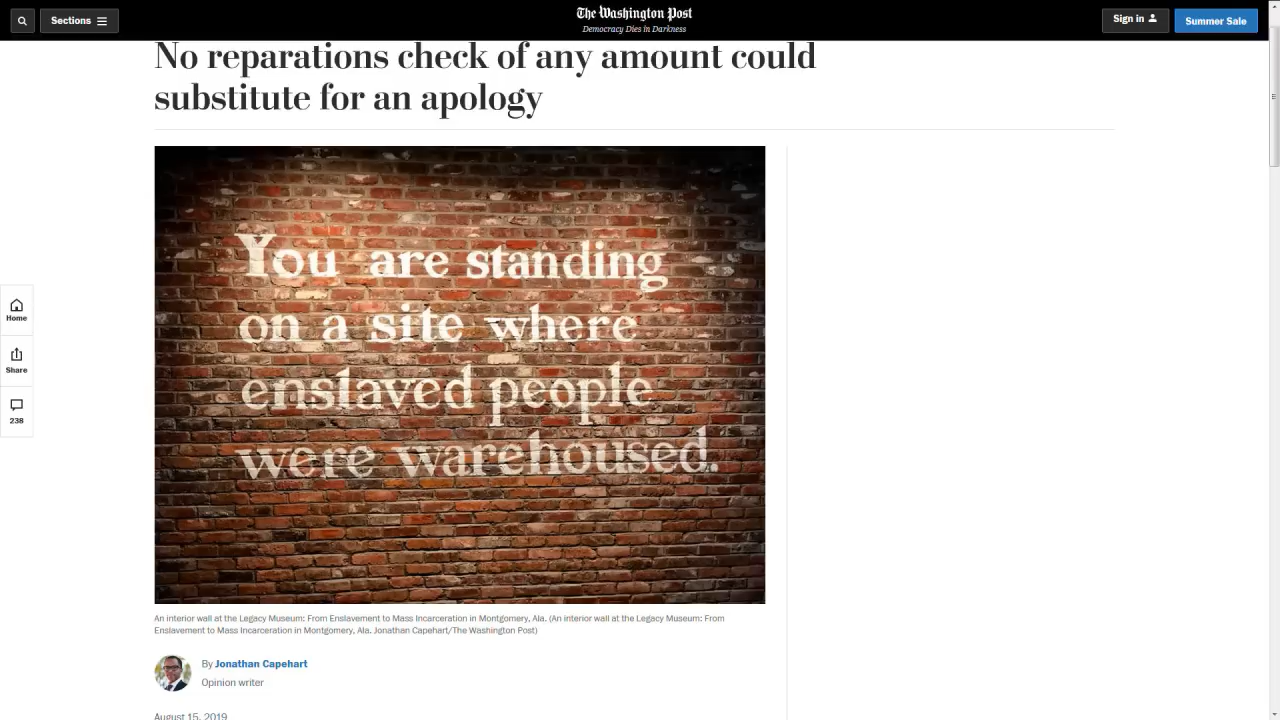 Sections
The Washington Post
Democracy Dies in Darkness
Sign in
Summer Sale
No reparations check of any amount could
substitute for an apology
You are standing
on a site where
enslaved people
were warehoused.
Home
Share
238
An interior wall at the Legacy Museum: From Enslavement to Mass Incarceration in Montgomery, Ala. (An interior wall at the Legacy Museum: From
Enslavement to Mass Incarceration in Montgomery, Ala. Jonathan Capehart/The Washington Post)
By Jonathan Capehart
Opinion writer
August 15, 2019